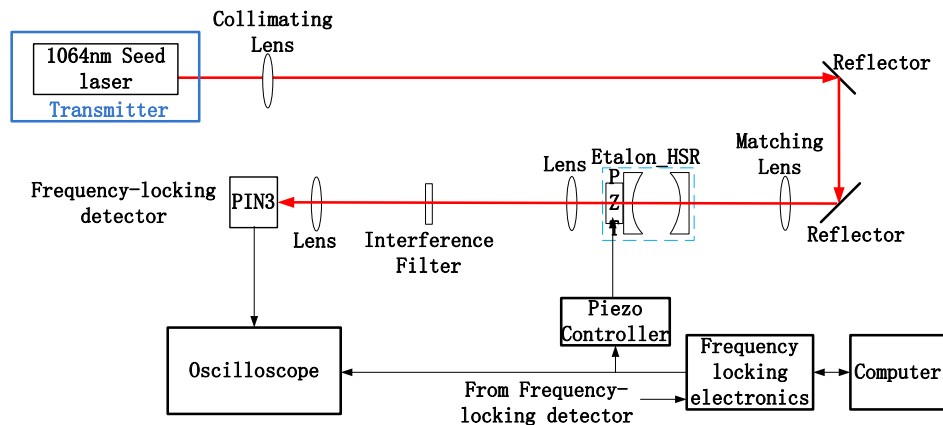 Collimating
Lens
1064nm Seed
laser
Transmitter
Reflector
Matching
Lens
Reflector
Etalon_HSR
Lens
P
Z
T
Frequency-locking
detector
PIN3
Lens
Interference
Filter
Piezo
Controller
Oscilloscope
Frequency
locking
electronics
Computer
From Frequency-
locking detector